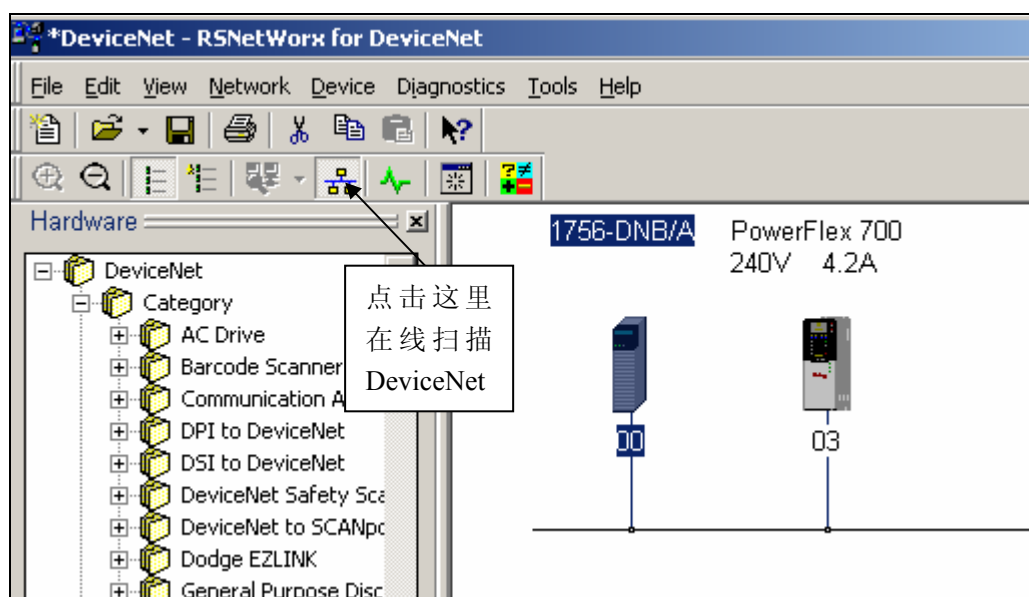 *DeviceNet - RSNetWorx for DeviceNet
File Edit View Network Device Diagnostics Tools Help
Hardware
DeviceNet
Category
AC Drive
Barcode Scanner
Communication A
DPI to DeviceNet
DSI to DeviceNet
DeviceNet Safety Sca
DeviceNet to SCANpo
Dodge EZLINK
General Purpose Disc
点击这里
在线扫描
DeviceNet
1756-DNB/A
PowerFlex 700
240V 4.2A
00
03